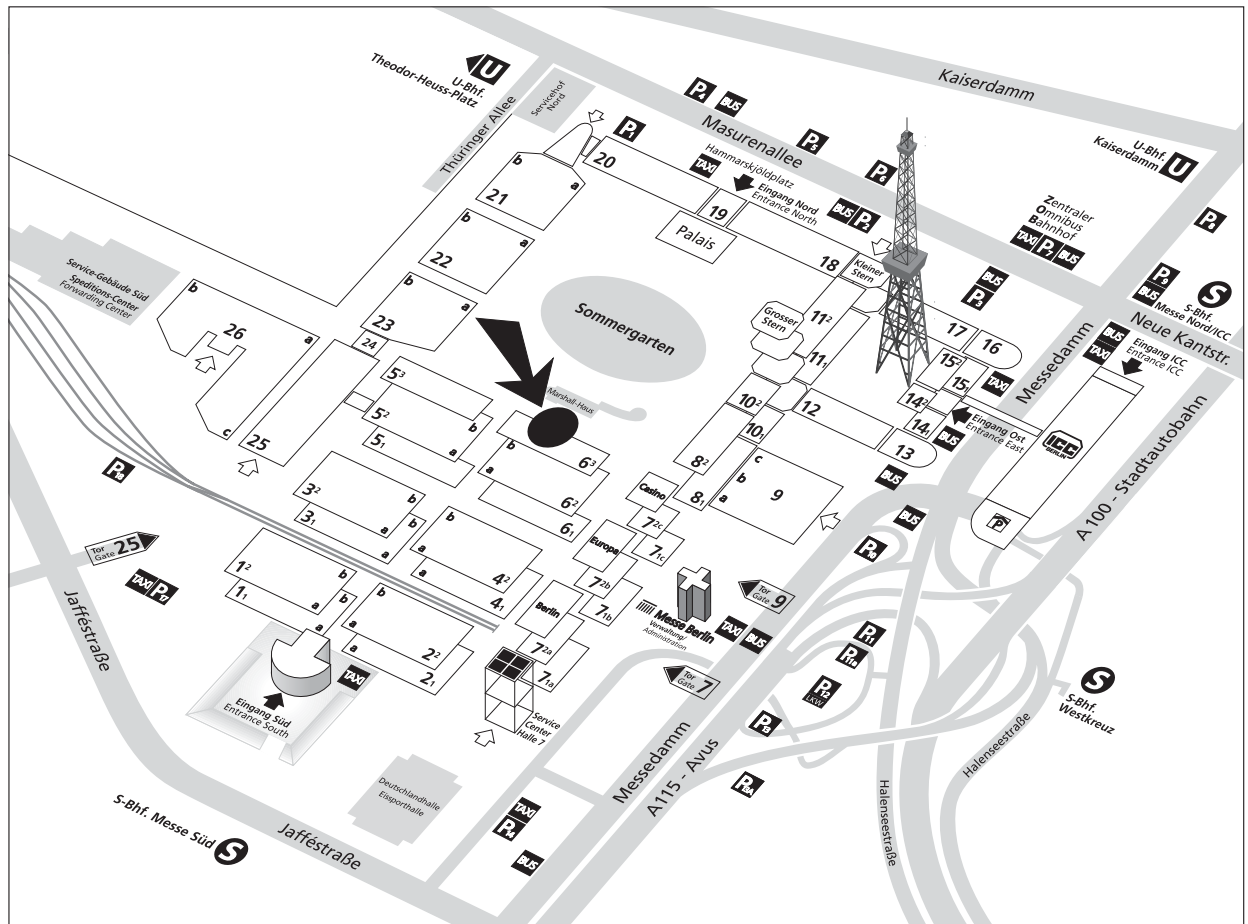 Kaiserdamm
U-Bhf.
Theodor-Heuss-Platz
U
Servicehof
Nord
Thüringer Allee
P4
BUS
Masurenallee
P5
P6
U-Bhf.
Kaiserdamm
U
P1
TAXI
Hammarskjöldplatz
Eingang Nord
Entrance North
BUS P2
Zentraler
Omnibus
Bahnhof
TAXI P7 BUS
P8
P9
BUS
S
S-Bhf.
Messe Nord/ICC
Neue Kantstr.
20
19
Palais
18
Kleiner
Stern
BUS
P3
b
a
21
b
a
22
b
a
23
24
Service-Gebäude Süd
Speditions-Center
Forwarding Center
b
26
a
c
25
Sommergarten
Marshall-Haus
Grosser
Stern
11²
11₁
17
16
15²
15₁
TAXI
14²
14₁
Eingang Ost
Entrance East
BUS
Messedamm
BUS
TAXI
Eingang ICC
Entrance ICC
ICC
BERLIN
P
A 100 - Stadtautobahn
10²
10₁
12
13
BUS
8²
8₁
c
b
a
9
BUS
P10
5³
5²
b
5₁
a
b
6³
a
6²
6₁
Casino
7²c
7₁c
Europa
7²b
7₁b
Berlin
7²a
7₁a
3²
b
a
3₁
b
a
b
4²
a
a
4₁
1²
b
a
1₁
b
a
b
2²
a
a
2₁
P18
Tor
Gate 25
TAXI P17
Jafféstraße
TAXI
Eingang Süd
Entrance South
Service
Center
Halle 7
Messe Berlin
Verwaltung/
Administration
TAXI BUS
Tor
Gate 9
Tor
Gate 7
P11
P11a
P12
LKW
P13
P13A
S
S-Bhf.
Westkreuz
Halenseestraße
Halenseestraße
Messedamm
A115 - Avus
Deutschlandhalle
Eissporthalle
TAXI
P14
BUS
S-Bhf. Messe Süd
S
Jafféstraße